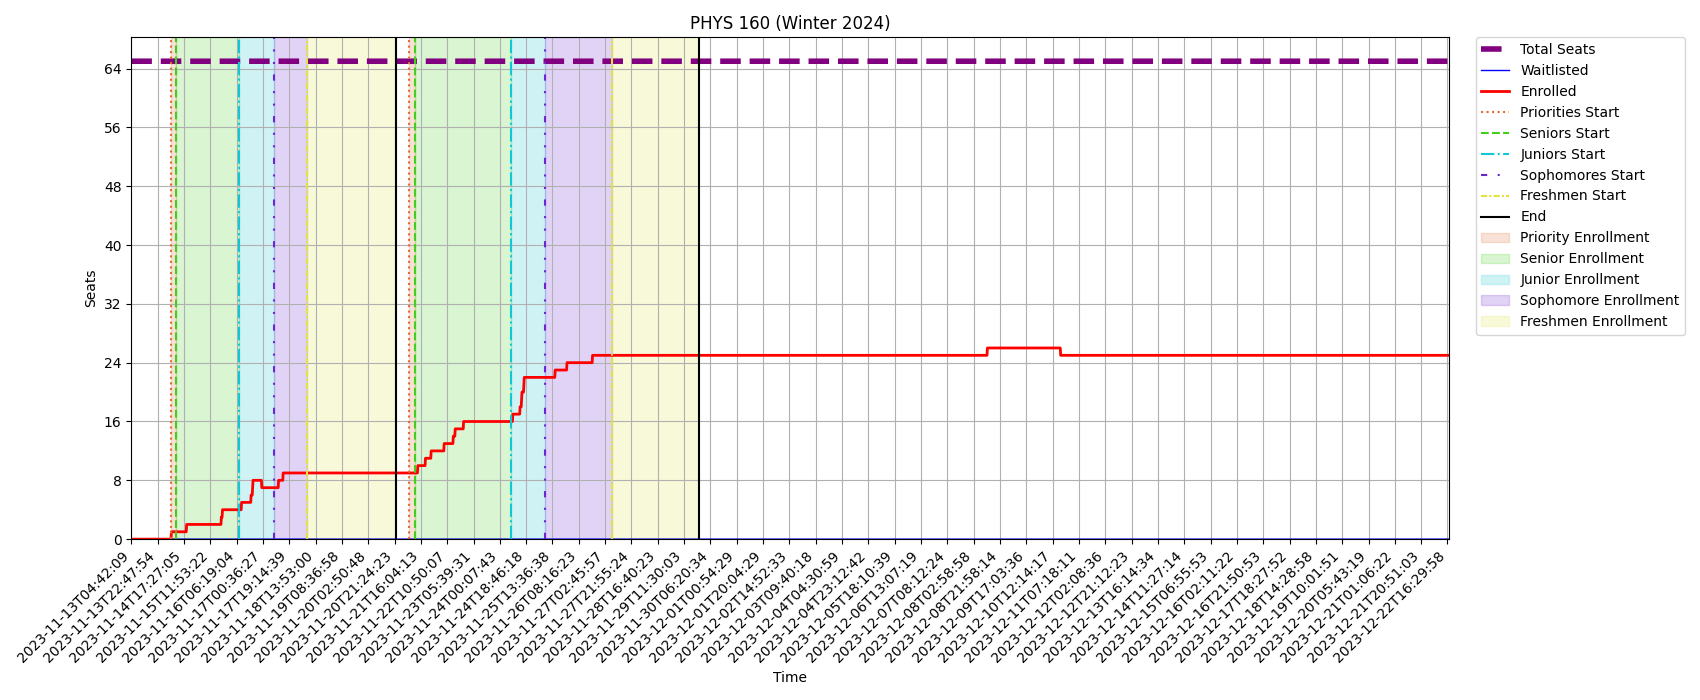 PHYS 160 (Winter 2024)
Seats
64
56
48
40
32
24
16
8
0
2023-11-13T04:42:09
2023-11-13T22:47:54
2023-11-14T17:27:05
2023-11-15T11:53:22
2023-11-16T06:19:04
2023-11-17T00:36:27
2023-11-17T19:14:39
2023-11-18T13:53:00
2023-11-19T08:36:58
2023-11-20T02:50:48
2023-11-20T21:24:23
2023-11-21T16:04:13
2023-11-22T10:50:07
2023-11-23T05:39:31
2023-11-24T00:07:43
2023-11-24T18:46:18
2023-11-25T13:36:38
2023-11-26T08:16:23
2023-11-27T02:45:57
2023-11-27T21:55:24
2023-11-28T16:40:23
2023-11-29T11:30:03
2023-11-30T06:20:34
2023-12-01T00:54:29
2023-12-01T20:04:29
2023-12-02T14:52:33
2023-12-03T09:40:18
2023-12-04T04:30:59
2023-12-04T23:12:42
2023-12-05T18:10:39
2023-12-06T13:07:19
2023-12-07T08:12:24
2023-12-08T02:58:58
2023-12-08T21:58:14
2023-12-09T17:03:36
2023-12-10T12:14:17
2023-12-11T07:18:11
2023-12-12T02:08:36
2023-12-12T21:12:23
2023-12-13T16:14:34
2023-12-14T11:27:14
2023-12-15T06:55:53
2023-12-16T02:11:22
2023-12-16T21:50:53
2023-12-17T18:27:52
2023-12-18T14:28:58
2023-12-19T10:01:51
2023-12-20T05:43:19
2023-12-21T01:06:22
2023-12-21T20:51:03
2023-12-22T16:29:58
Time
Total Seats
Waitlisted
Enrolled
Priorities Start
Seniors Start
Juniors Start
Sophomores Start
Freshmen Start
End
Priority Enrollment
Senior Enrollment
Junior Enrollment
Sophomore Enrollment
Freshmen Enrollment